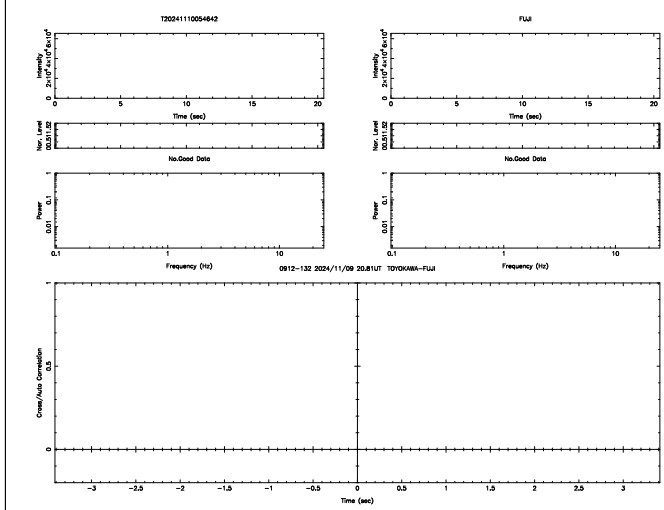 T20241110054642
FUJI
Intensity
0 2×10⁴ 4×10⁴ 6×10⁴
0 5 10 15 20
Time (sec)
Intensity
0 2×10⁴ 4×10⁴ 6×10⁴
0 5 10 15 20
Time (sec)
Nor. Level
00.511.52
Nor. Level
00.511.52
No.Good Data
No.Good Data
Power
0.01 0.1 1
0.1 1 10
Frequency (Hz)
Power
0.01 0.1 1
0.1 1 10
Frequency (Hz)
0912-132 2024/11/09 20.81UT TOYOKAWA-FUJI
Cross/Auto Correlation
0 0.5 1
-3 -2.5 -2 -1.5 -1 -0.5 0 0.5 1 1.5 2 2.5 3
Time (sec)